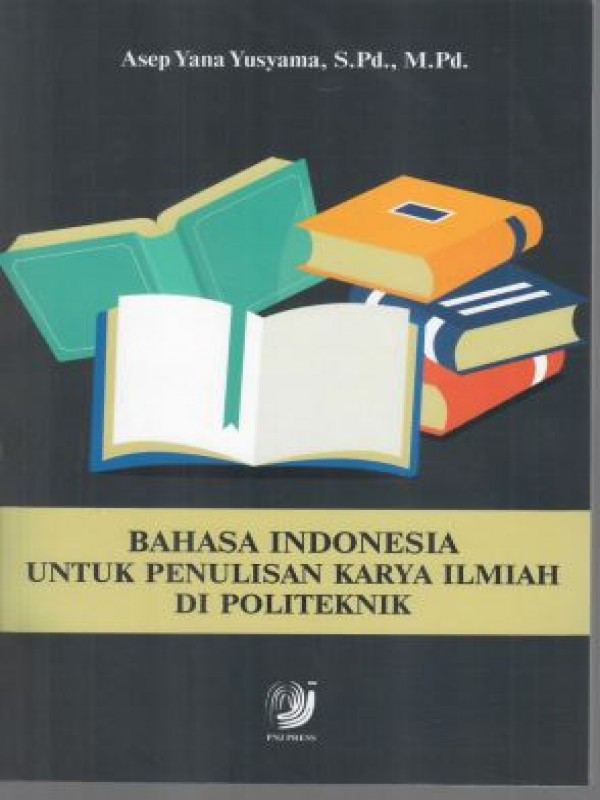 Asep Yana Yusyama, S.Pd., M.Pd.
BAHASA INDONESIA
UNTUK PENULISAN KARYA ILMIAH
DI POLITEKNIK
PNJ PRESS